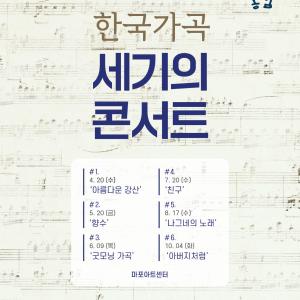 한국가곡
세기의
콘서트
#1.
4. 20 (수)
'아름다운 강산'
#2.
5. 20 (금)
'향수'
#3.
6. 09 (목)
'굿모닝 가곡'
#4.
7. 20 (수)
'친구'
#5.
8. 17 (수)
'나그네의 노래'
#6.
10. 04 (화)
'아버지처럼'
마포아트센터